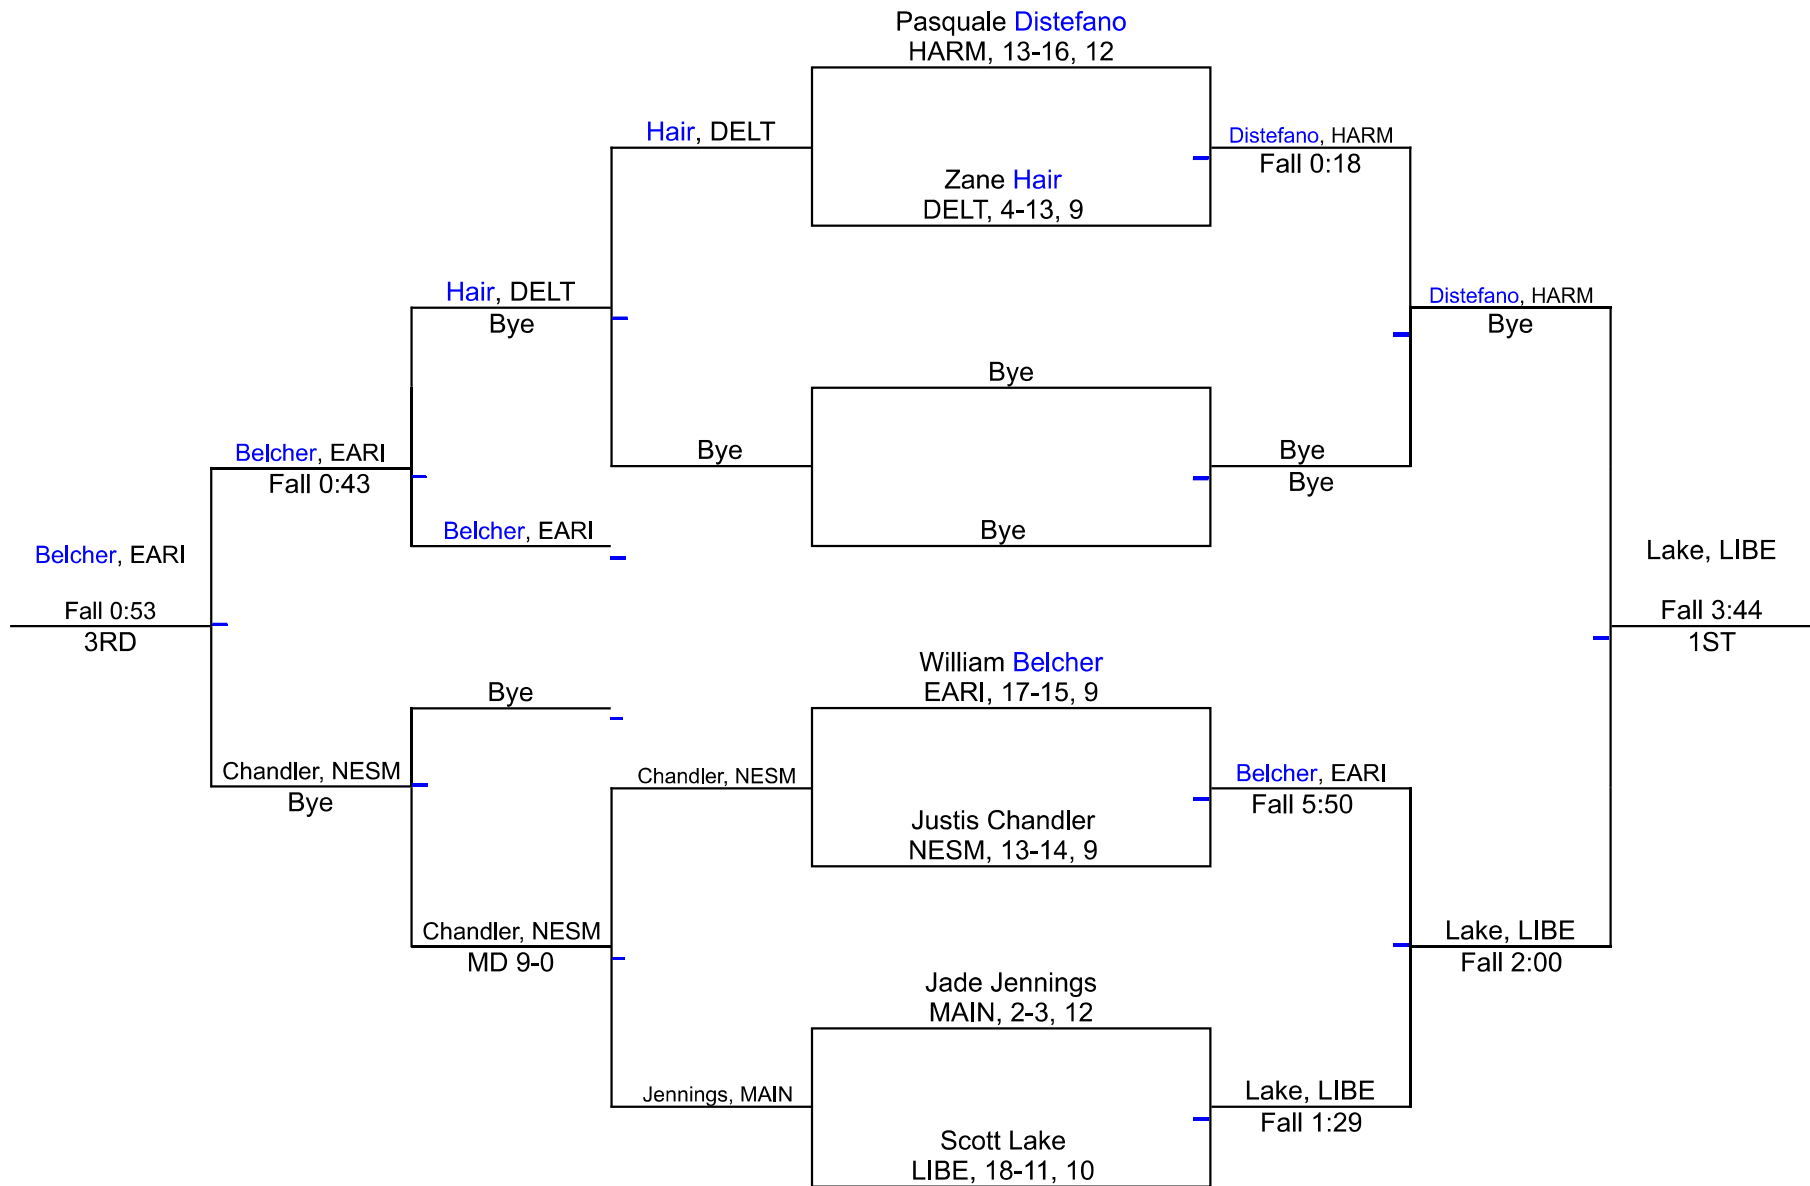 Pasquale Distefano
HARM, 13-16, 12
Hair, DELT
Distefano, HARM
Fall 0:18
Zane Hair
DELT, 4-13, 9
Hair, DELT
Bye
Distefano, HARM
Bye
Bye
Belcher, EARI
Fall 0:43
Bye
Bye
Bye
Belcher, EARI
Bye
Belcher, EARI
Fall 0:53
3RD
Lake, LIBE
Fall 3:44
1ST
William Belcher
EARI, 17-15, 9
Bye
Chandler, NESM
Bye
Chandler, NESM
Belcher, EARI
Fall 5:50
Justis Chandler
NESM, 13-14, 9
Chandler, NESM
MD 9-0
Lake, LIBE
Fall 2:00
Jade Jennings
MAIN, 2-3, 12
Jennings, MAIN
Lake, LIBE
Fall 1:29
Scott Lake
LIBE, 18-11, 10